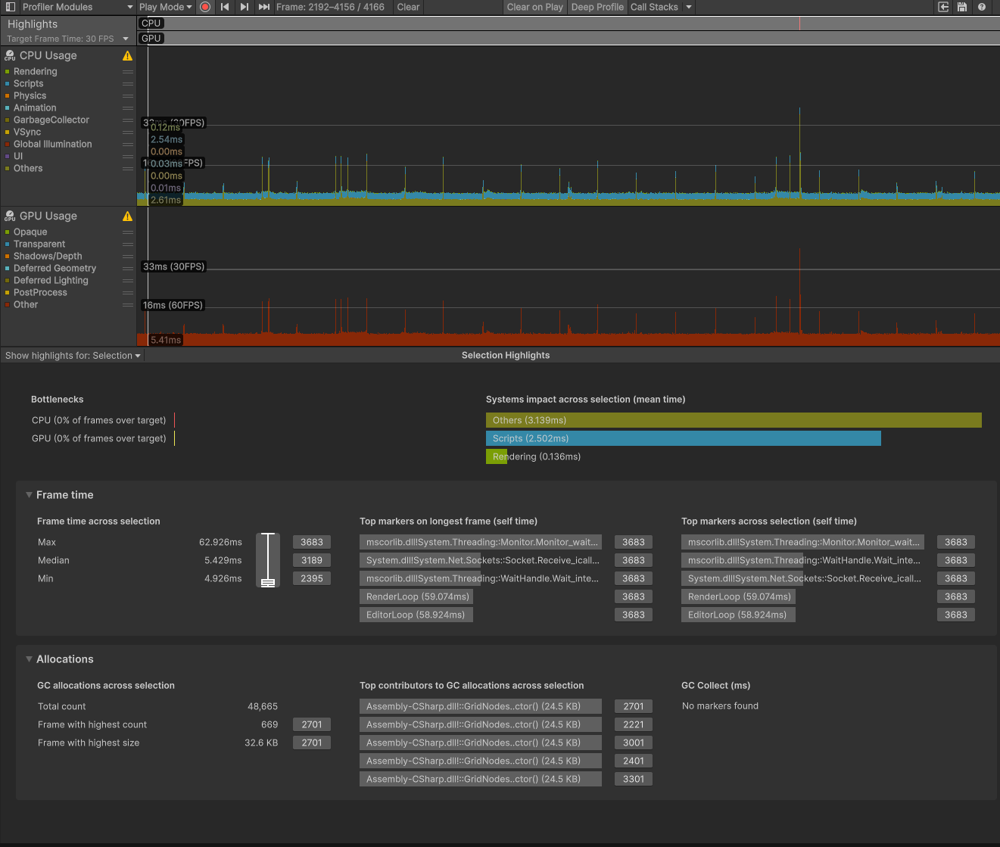 Profiler Modules Play Mode Frame: 2192–4156 / 4166 Clear Clear on Play Deep Profile Call Stacks
Highlights
Target Frame Time: 30 FPS
CPU
GPU
CPU Usage
Rendering
Scripts
Physics
Animation
GarbageCollector
VSync
Global Illumination
UI
Others
0.12ms
2.54ms
0.00ms
0.03ms
0.00ms
0.01ms
2.61ms
GPU Usage
Opaque
Transparent
Shadows/Depth
Deferred Geometry
Deferred Lighting
PostProcess
Other
33ms (30FPS)
16ms (60FPS)
5.41ms
Show highlights for: Selection
Selection Highlights
Bottlenecks
CPU (0% of frames over target)
GPU (0% of frames over target)
Systems impact across selection (mean time)
Others (3.139ms)
Scripts (2.502ms)
Rendering (0.136ms)
Frame time
Frame time across selection
Max 62.926ms 3683
Median 5.429ms 3189
Min 4.926ms 2395
Top markers on longest frame (self time)
mscorlib.dll!System.Threading::Monitor.Monitor_wait... 3683
System.dll!System.Net.Sockets::Socket.Receive_icall... 3683
mscorlib.dll!System.Threading::WaitHandle.Wait_inte... 3683
RenderLoop (59.074ms) 3683
EditorLoop (58.924ms) 3683
Top markers across selection (self time)
mscorlib.dll!System.Threading::Monitor.Monitor_wait... 3683
mscorlib.dll!System.Threading::WaitHandle.Wait_inte... 3683
System.dll!System.Net.Sockets::Socket.Receive_icall... 3683
RenderLoop (59.074ms) 3683
EditorLoop (58.924ms) 3683
Allocations
GC allocations across selection
Total count 48,665
Frame with highest count 669 2701
Frame with highest size 32.6 KB 2701
Top contributors to GC allocations across selection
Assembly-CSharp.dll!::GridNodes..ctor() (24.5 KB) 2701
Assembly-CSharp.dll!::GridNodes..ctor() (24.5 KB) 2221
Assembly-CSharp.dll!::GridNodes..ctor() (24.5 KB) 3001
Assembly-CSharp.dll!::GridNodes..ctor() (24.5 KB) 2401
Assembly-CSharp.dll!::GridNodes..ctor() (24.5 KB) 3301
GC Collect (ms)
No markers found